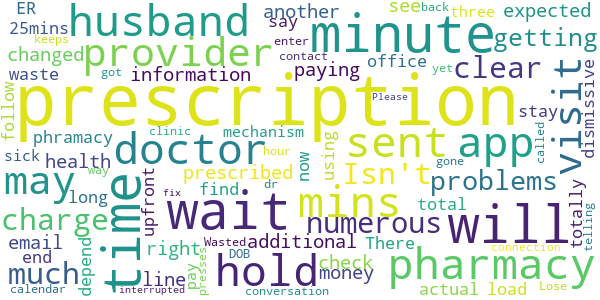 ER
25mins
husband
another
say
see
back
three
expected
keeps
changed
got
information
provider
enter
contact
office
minute
getting
waste
paying
yet
clear
follow
prescription
Please
visit
dismissive
phramacy
clinic
mechanism
hour
called
stay
sick
health
way
doctor
upfront
prescribed
using
now
sent
Isn't
app
gone
problems
may
long
fix
find
dr
total
totally
charge
time
wait
mins
numerous
will
telling
email
depend
right
pay
Wasted
additional
There
pharmacy
end
much
line
presses
DOB
hold
check
money
actual
load
connection
Lose
calendar
interrupted
conversation